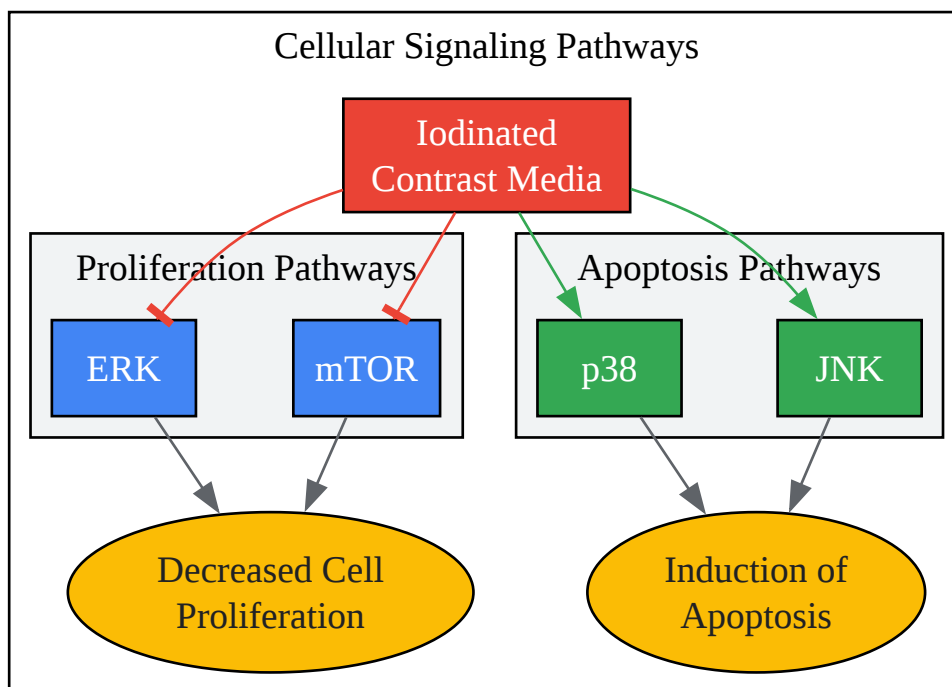 Cellular Signaling Pathways
Iodinated
Contrast Media
Proliferation Pathways
Apoptosis Pathways
ERK
mTOR
p38
JNK
Decreased Cell
Proliferation
Induction of
Apoptosis